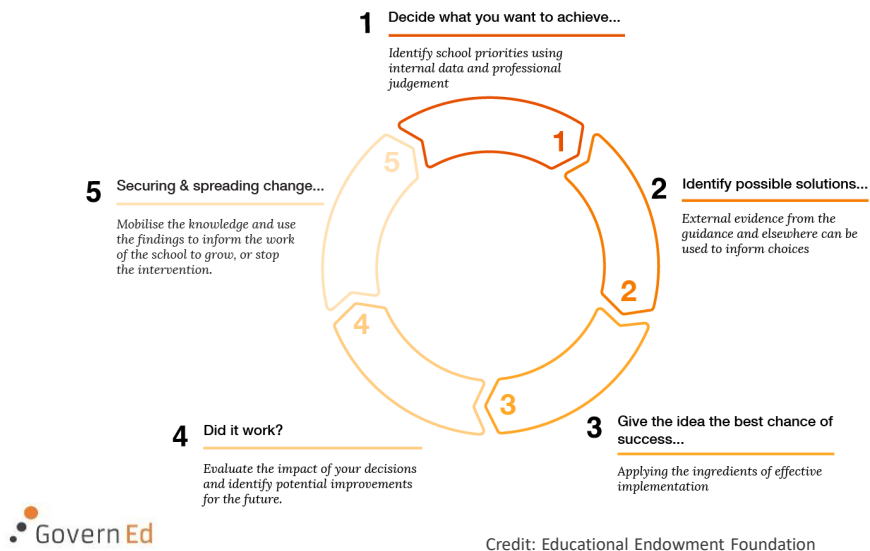 1 Decide what you want to achieve...
Identify school priorities using
internal data and professional
judgement
1
2
3
4
5
2 Identify possible solutions...
External evidence from the
guidance and elsewhere can be
used to inform choices
3 Give the idea the best chance of
success...
Applying the ingredients of effective
implementation
4 Did it work?
Evaluate the impact of your decisions
and identify potential improvements
for the future.
5 Securing & spreading change...
Mobilise the knowledge and use
the findings to inform the work
of the school to grow, or stop
the intervention.
Govern Ed
Credit: Educational Endowment Foundation